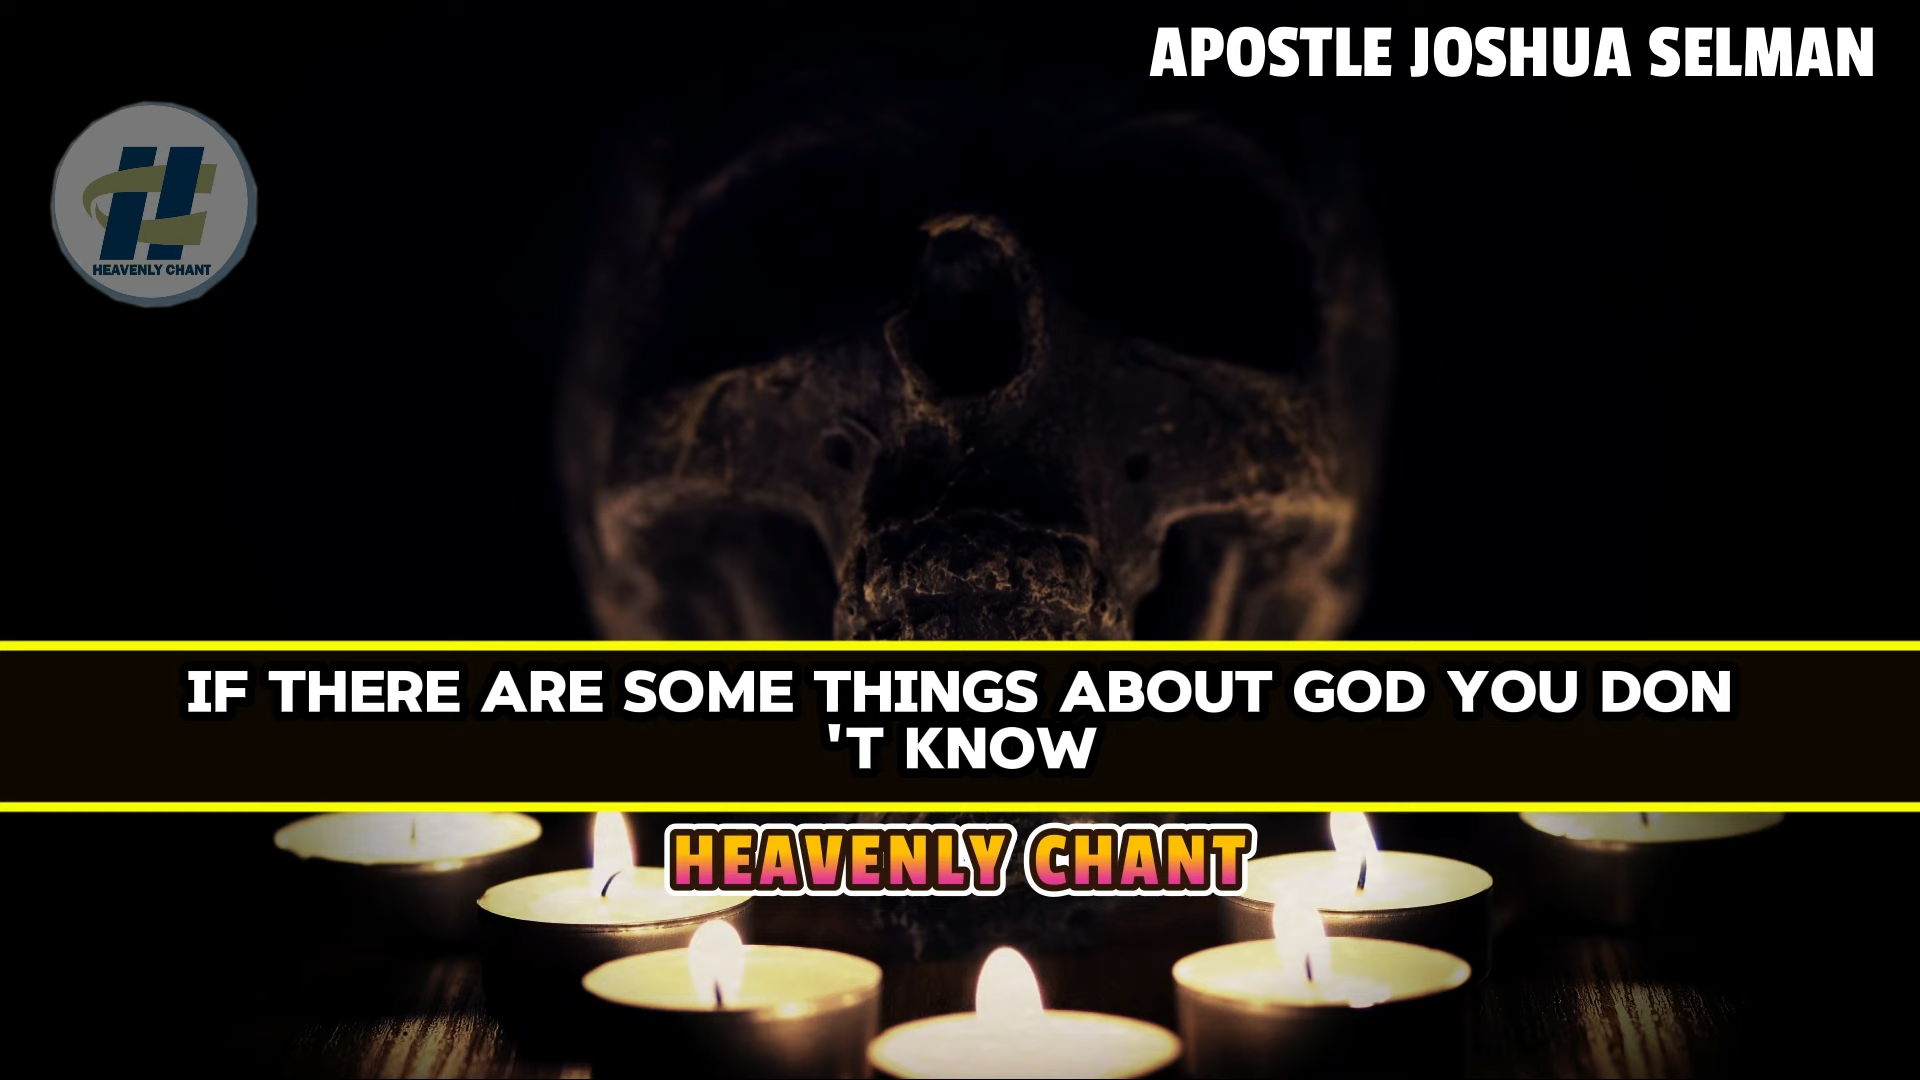 APOSTLE JOSHUA SELMAN
HEAVENLY CHANT
IF THERE ARE SOME THINGS ABOUT GOD YOU DON
'T KNOW
HEAVENLY CHANT